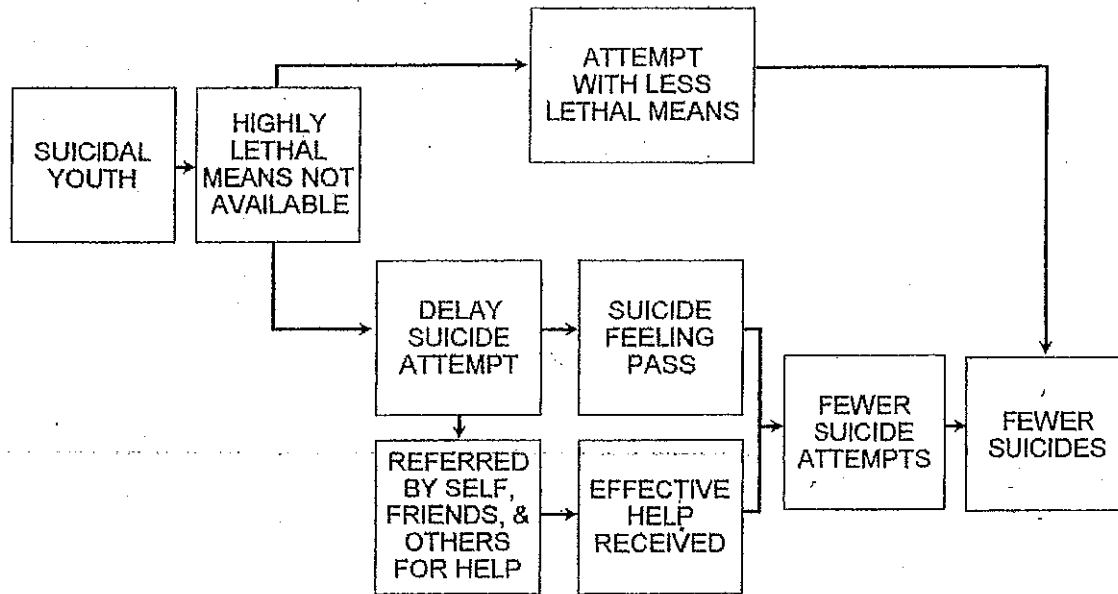 SUICIDAL
YOUTH
HIGHLY
LETHAL
MEANS NOT
AVAILABLE
ATTEMPT
WITH LESS
LETHAL MEANS
DELAY
SUICIDE
ATTEMPT
SUICIDE
FEELING
PASS
REFERRED
BY SELF,
FRIENDS, &
OTHERS
FOR HELP
EFFECTIVE
HELP
RECEIVED
FEWER
SUICIDE
ATTEMPTS
FEWER
SUICIDES